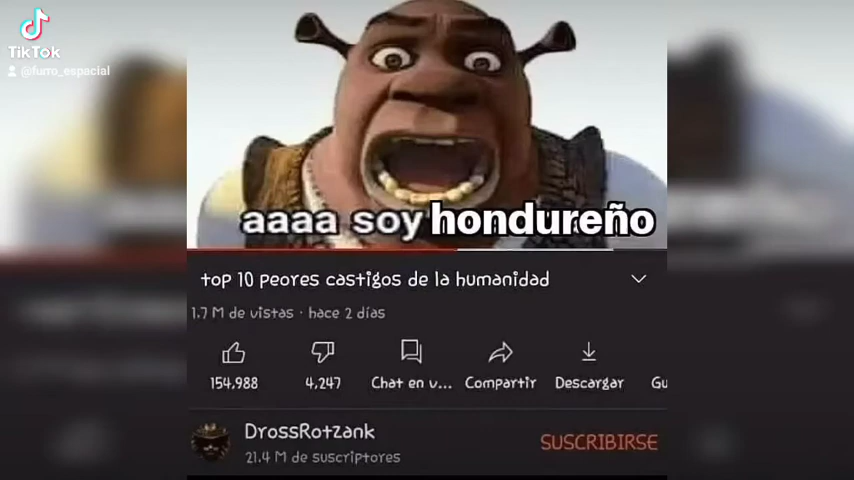 TikTok
@furro_espacial
aaaa soy hondureño
top 10 peores castigos de la humanidad
1.7 M de vistas · hace 2 días
154,988
4,247
Chat en v...
Compartir
Descargar
Gu
DrossRotzank
21.4 M de suscriptores
SUSCRIBIRSE